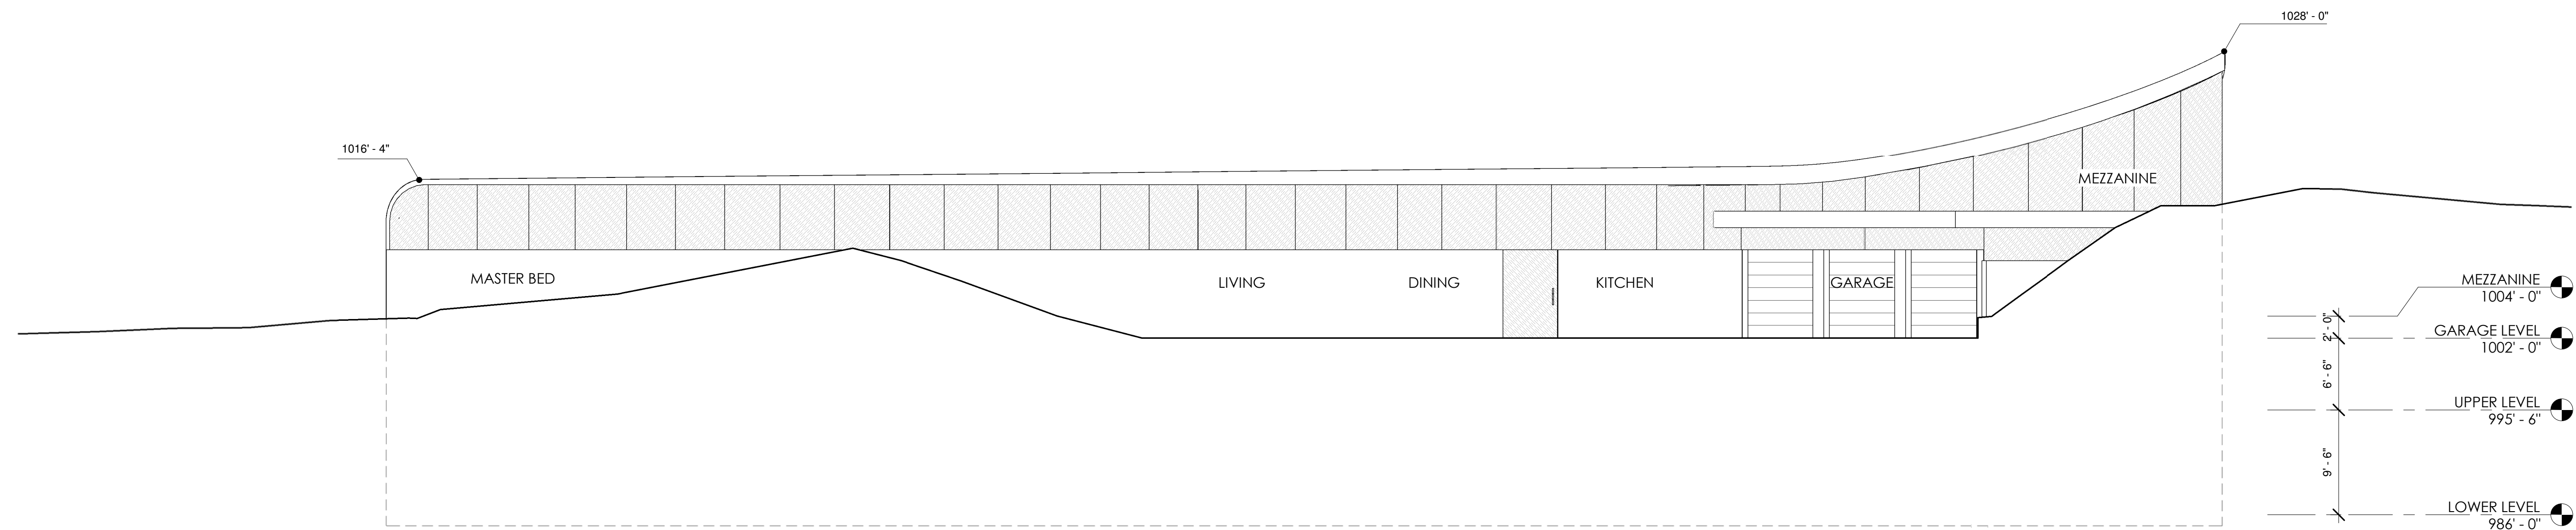 1028' - 0"
1016' - 4"
MEZZANINE
MASTER BED
LIVING
DINING
KITCHEN
GARAGE
MEZZANINE
1004' - 0"
2' - 0"
GARAGE LEVEL
1002' - 0"
6' - 6"
UPPER LEVEL
995' - 6"
9' - 6"
LOWER LEVEL
986' - 0"